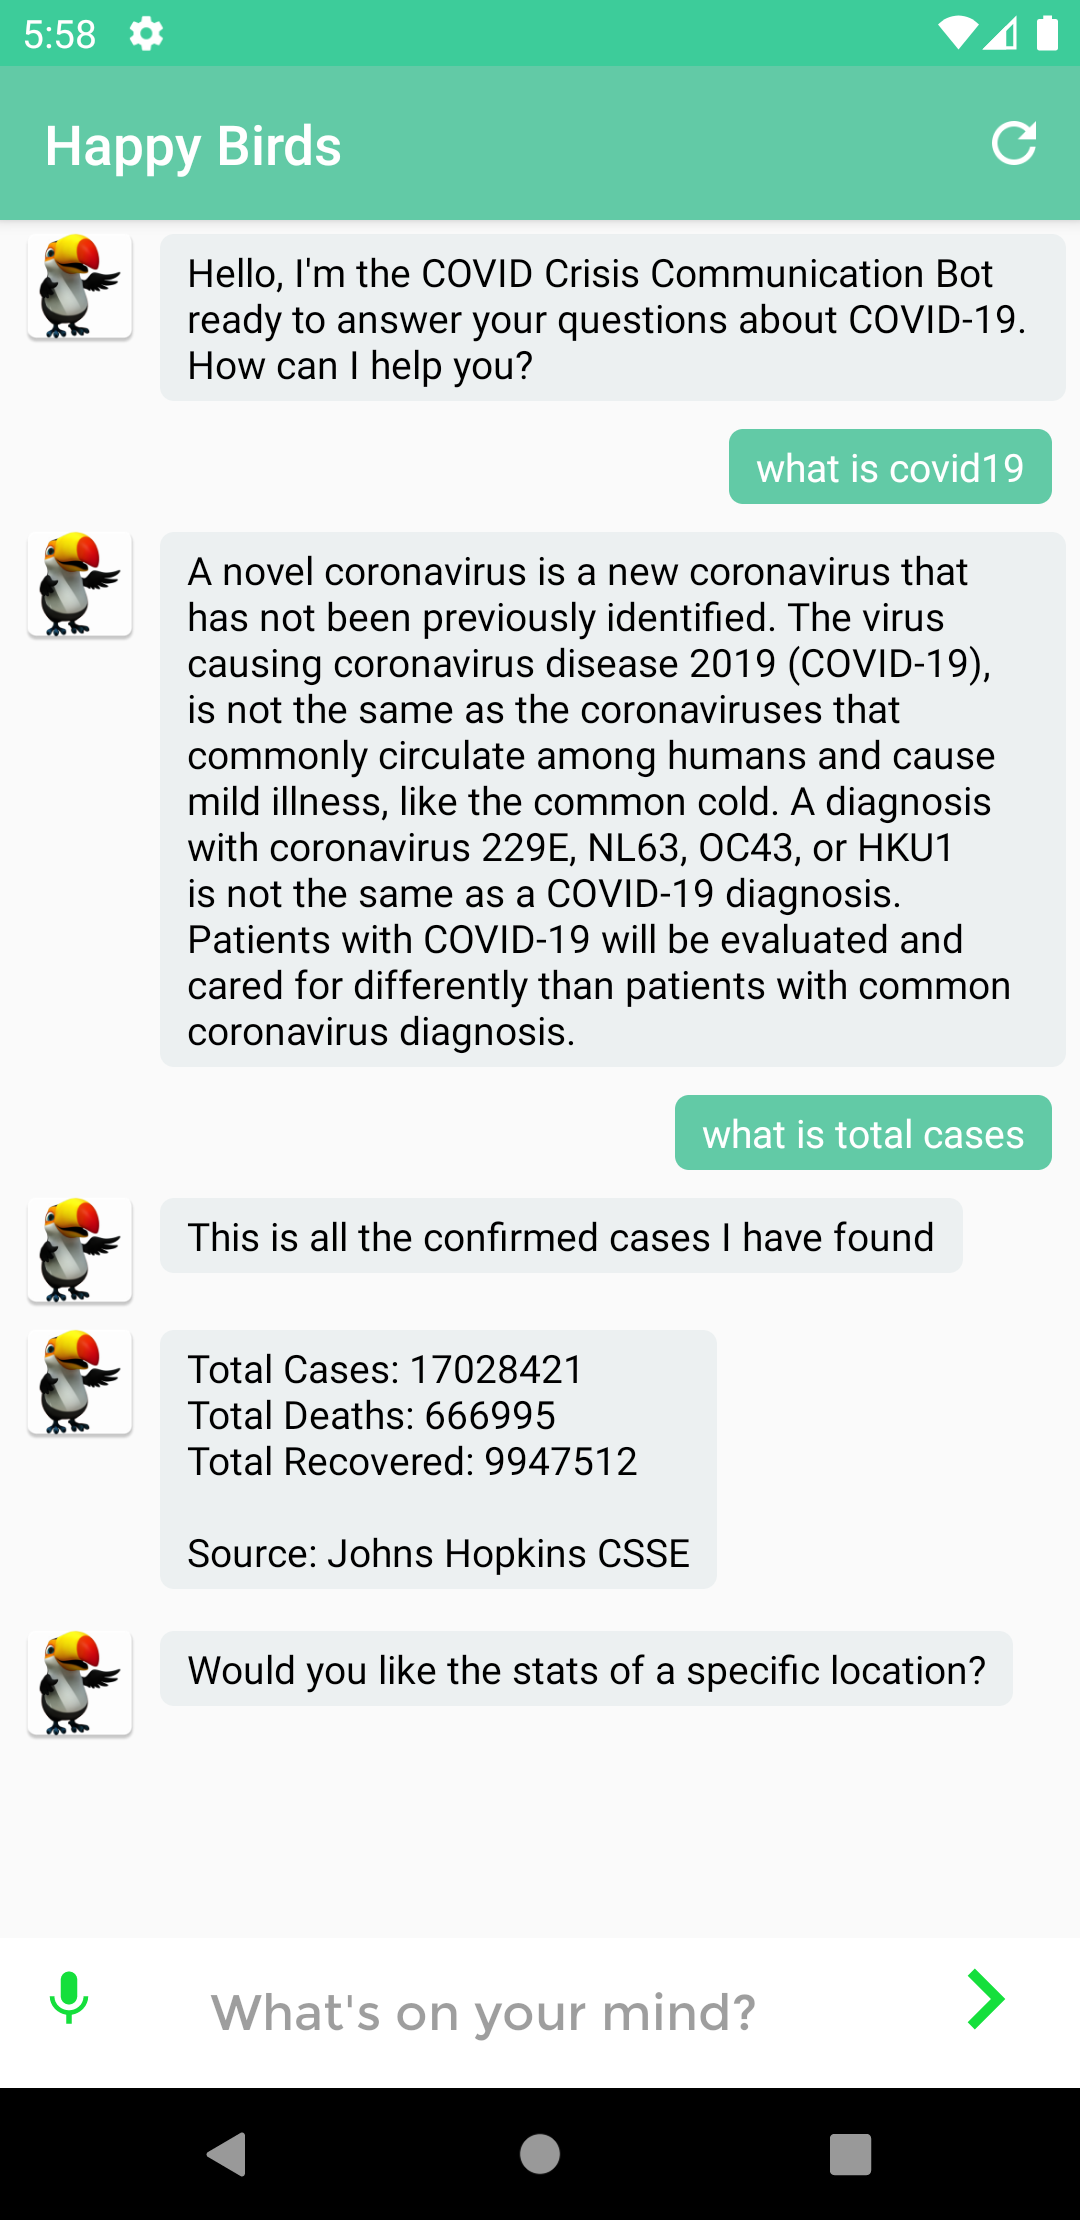 5:58
Happy Birds
Hello, I'm the COVID Crisis Communication Bot
ready to answer your questions about COVID-19.
How can I help you?
what is covid19
A novel coronavirus is a new coronavirus that
has not been previously identified. The virus
causing coronavirus disease 2019 (COVID-19),
is not the same as the coronaviruses that
commonly circulate among humans and cause
mild illness, like the common cold. A diagnosis
with coronavirus 229E, NL63, OC43, or HKU1
is not the same as a COVID-19 diagnosis.
Patients with COVID-19 will be evaluated and
cared for differently than patients with common
coronavirus diagnosis.
what is total cases
This is all the confirmed cases I have found
Total Cases: 17028421
Total Deaths: 666995
Total Recovered: 9947512
Source: Johns Hopkins CSSE
Would you like the stats of a specific location?
What's on your mind?